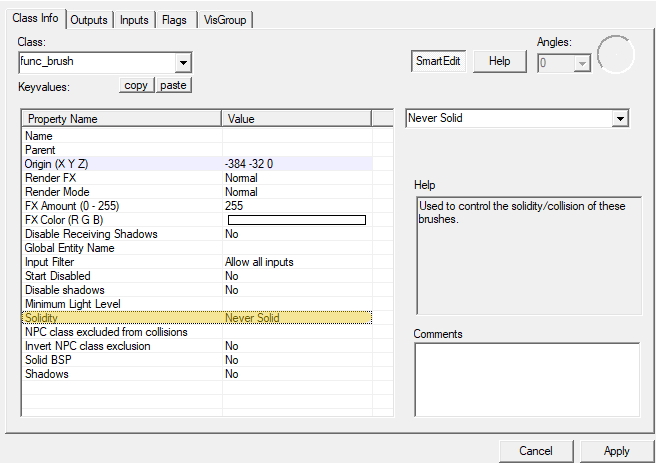 Class Info Outputs Inputs Flags VisGroup
Class:
func_brush
SmartEdit Help
Angles:
0
Keyvalues: copy paste
Property Name Value
Never Solid
Name
Parent
Origin (X Y Z) -384 -32 0
Render FX Normal
Render Mode Normal
FX Amount (0 - 255) 255
FX Color (R G B)
Disable Receiving Shadows No
Global Entity Name
Input Filter Allow all inputs
Start Disabled No
Disable shadows No
Minimum Light Level
Solidity Never Solid
NPC class excluded from collisions
Invert NPC class exclusion No
Solid BSP No
Shadows No
Help
Used to control the solidity/collision of these
brushes.
Comments
Cancel Apply